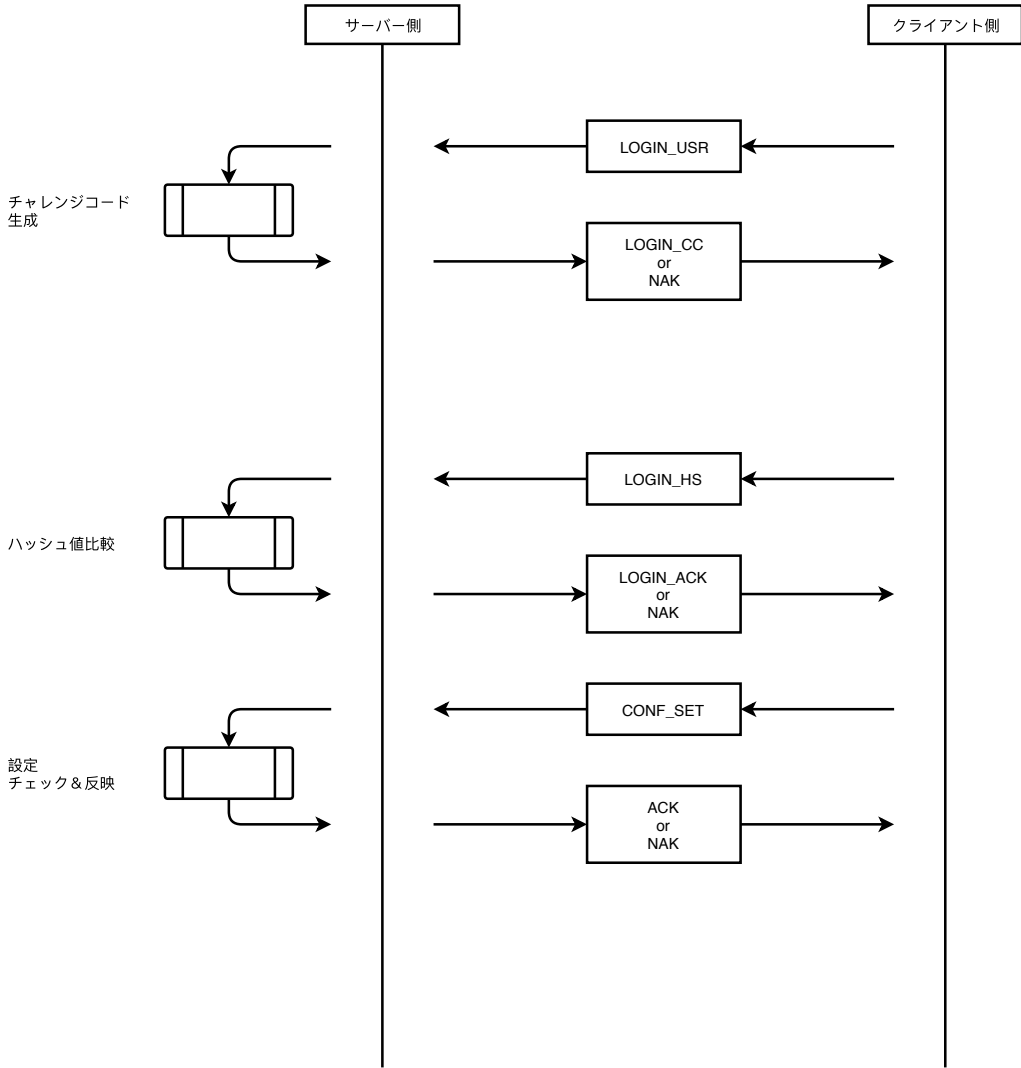 サーバー側
クライアント側
LOGIN_USR
チャレンジコード
生成
LOGIN_CC
or
NAK
LOGIN_HS
ハッシュ値比較
LOGIN_ACK
or
NAK
CONF_SET
設定
チェック＆反映
ACK
or
NAK